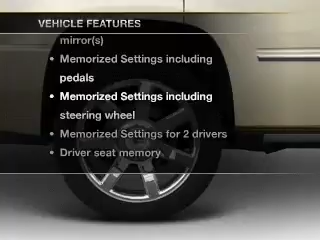 VEHICLE FEATURES
mirror(s)
• Memorized Settings including
pedals
• Memorized Settings including
steering wheel
• Memorized Settings for 2 drivers
• Driver seat memory